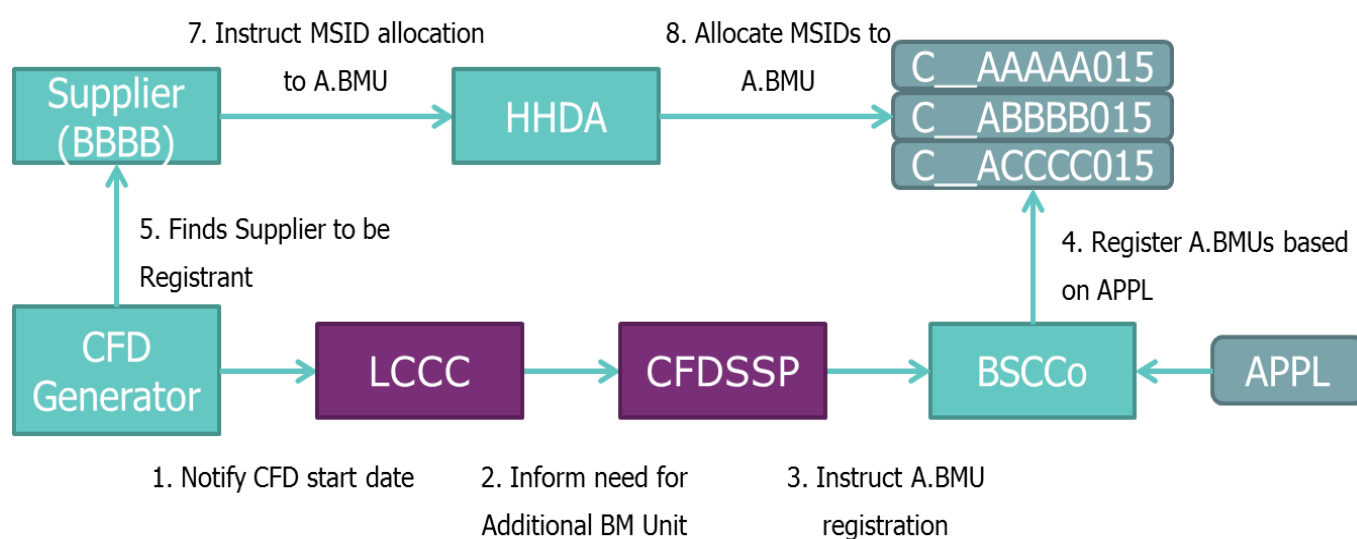 7. Instruct MSID allocation
to A.BMU
8. Allocate MSIDs to
A.BMU
Supplier
(BBBB)
HHDA
C__AAAAA015
C__ABBBB015
C__ACCCC015
5. Finds Supplier to be
Registrant
4. Register A.BMUs based
on APPL
CFD
Generator
LCCC
CFDSSP
BSCCo
APPL
1. Notify CFD start date
2. Inform need for
Additional BM Unit
3. Instruct A.BMU
registration